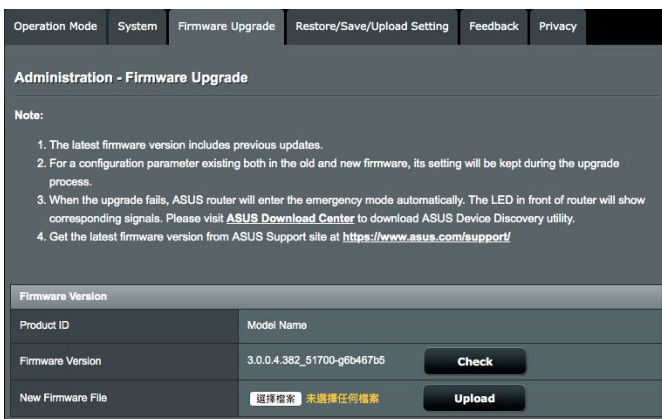 Operation Mode System Firmware Upgrade Restore/Save/Upload Setting Feedback Privacy
Administration - Firmware Upgrade
Note:
1. The latest firmware version includes previous updates.
2. For a configuration parameter existing both in the old and new firmware, its setting will be kept during the upgrade
process.
3. When the upgrade fails, ASUS router will enter the emergency mode automatically. The LED in front of router will show
corresponding signals. Please visit ASUS Download Center to download ASUS Device Discovery utility.
4. Get the latest firmware version from ASUS Support site at https://www.asus.com/support/
Firmware Version
Product ID Model Name
Firmware Version 3.0.0.4.382_51700-g6b467b5 Check
New Firmware File 選擇檔案 未選擇任何檔案 Upload